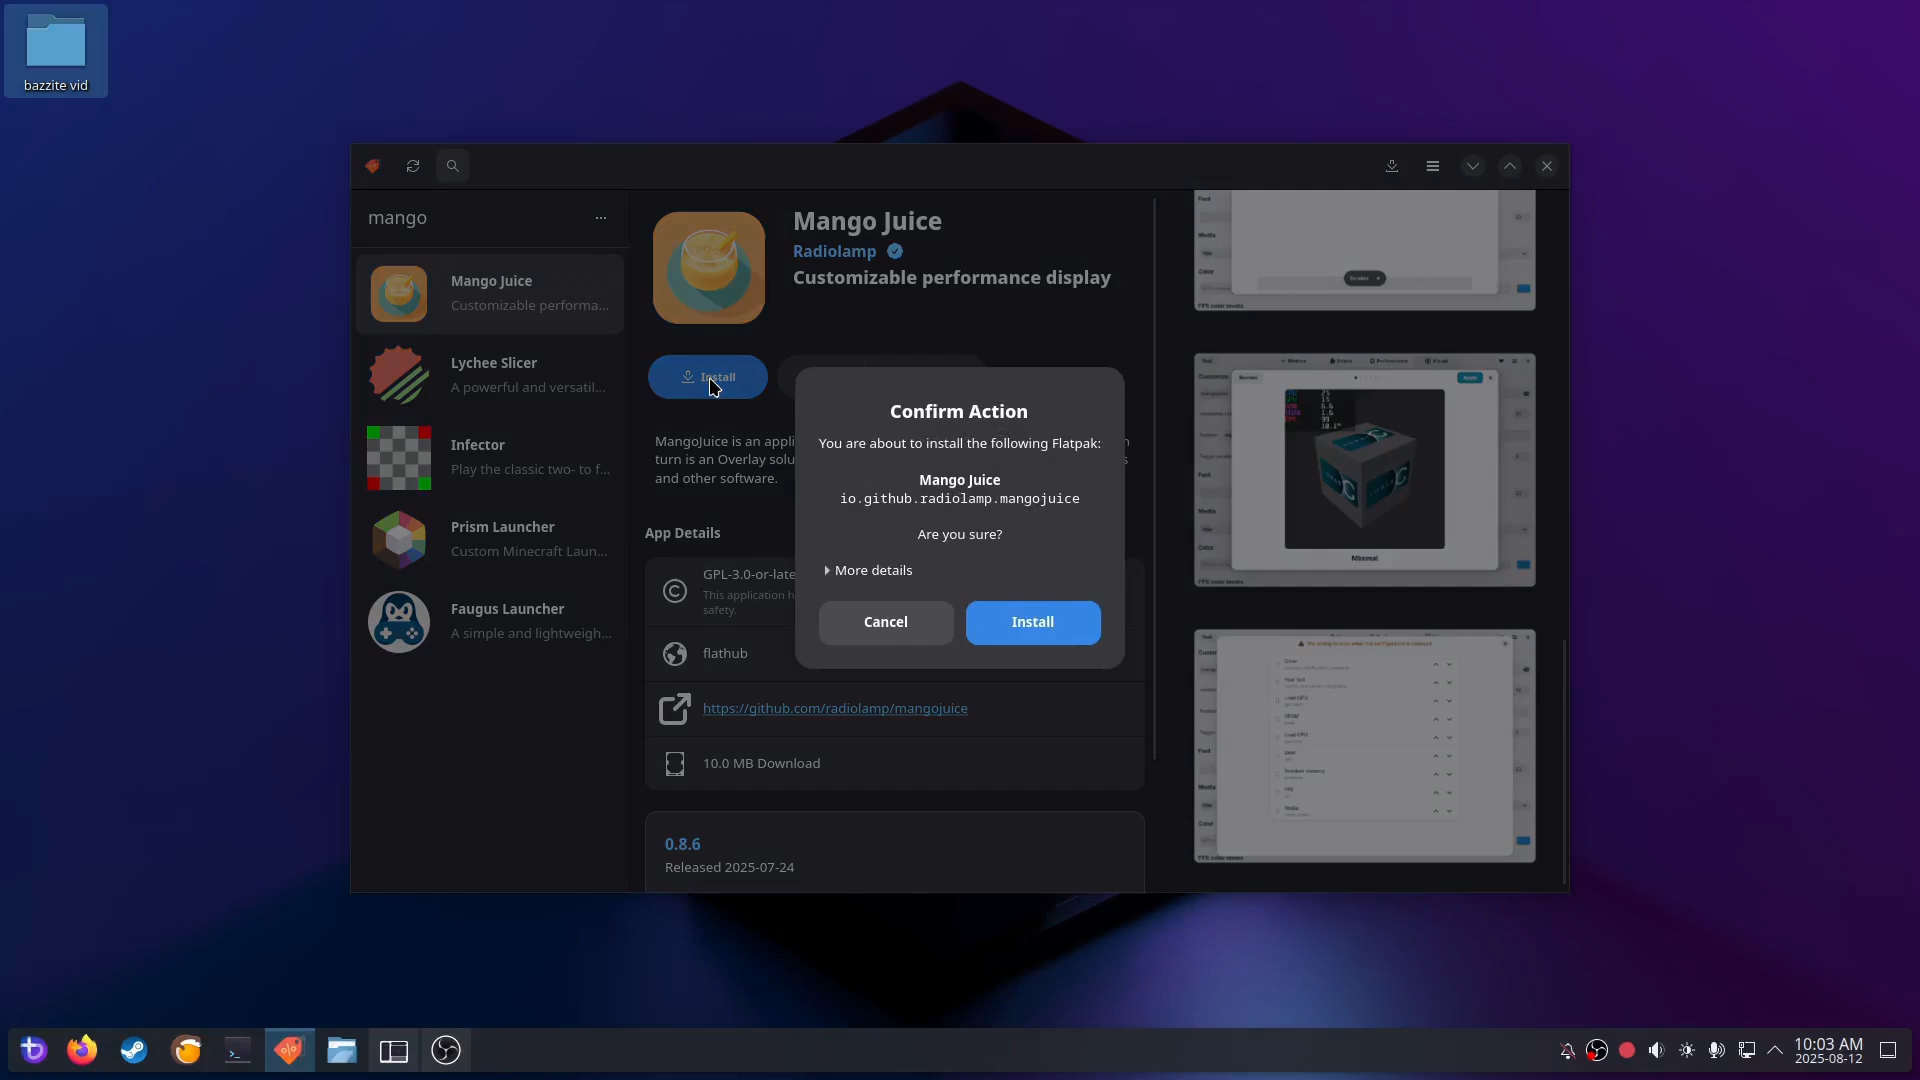 bazzite vid
mango
Mango Juice
Customizable performa...
Lychee Slicer
A powerful and versatil...
Infector
Play the classic two- to f...
Prism Launcher
Custom Minecraft Laun...
Faugus Launcher
A simple and lightweigh...
Mango Juice
Radiolamp
Customizable performance display
Install
MangoJuice is an appli
turn is an Overlay solu
and other software.
App Details
GPL-3.0-or-late
This application h
safety.
flathub
https://github.com/radiolamp/mangojuice
10.0 MB Download
0.8.6
Released 2025-07-24
Confirm Action
You are about to install the following Flatpak:
Mango Juice
io.github.radiolamp.mangojuice
Are you sure?
More details
Cancel
Install
Media
Color
Minimal
Media
Color
10:03 AM
2025-08-12